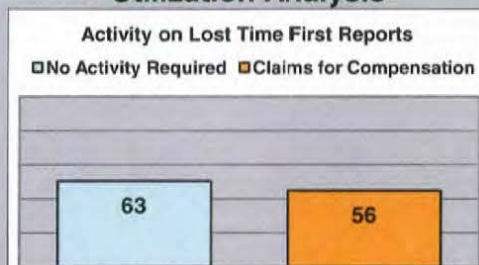 Activity on Lost Time First Reports
No Activity Required Claims for Compensation
63
56